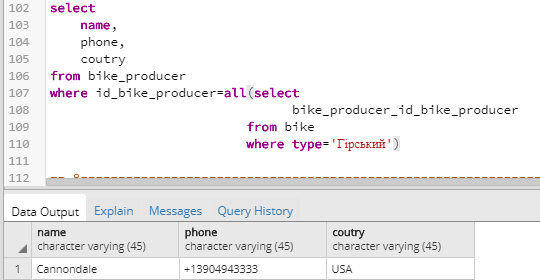 102 select
103 name,
104 phone,
105 coutry
106 from bike_producer
107 where id_bike_producer=all(select
108 bike_producer_id_bike_producer
109 from bike
110 where type='Гірський')
111
112 -- 8--------------------------------------------------------
Data Output Explain Messages Query History
name phone coutry
character varying (45) character varying (45) character varying (45)
1 Cannondale +13904943333 USA